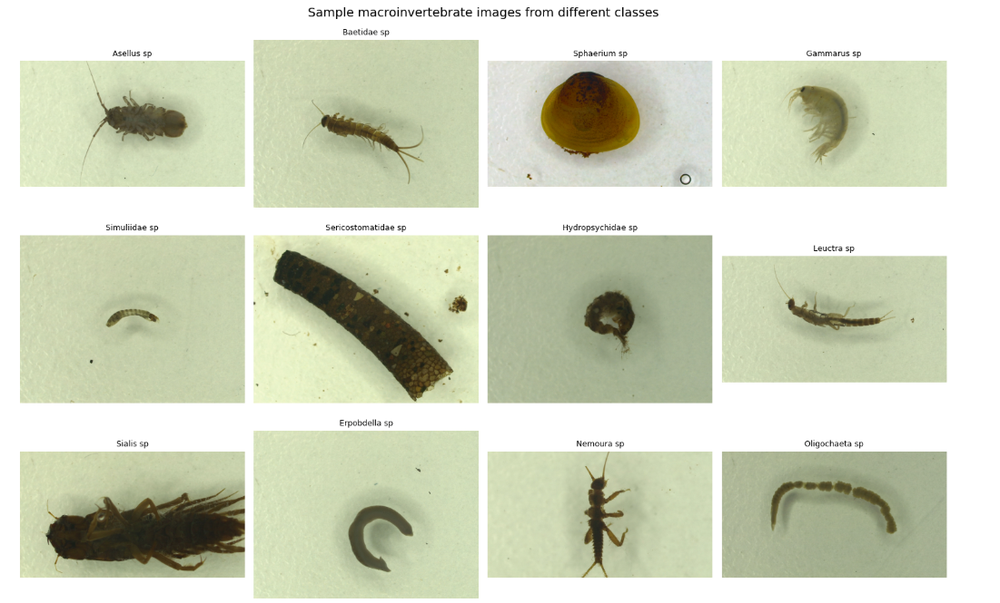 Sample macroinvertebrate images from different classes
Asellus sp
Baetidae sp
Sphaerium sp
Gammarus sp
Simuliidae sp
Sericostomatidae sp
Hydropsychidae sp
Leuctra sp
Sialis sp
Erpobdella sp
Nemoura sp
Oligochaeta sp